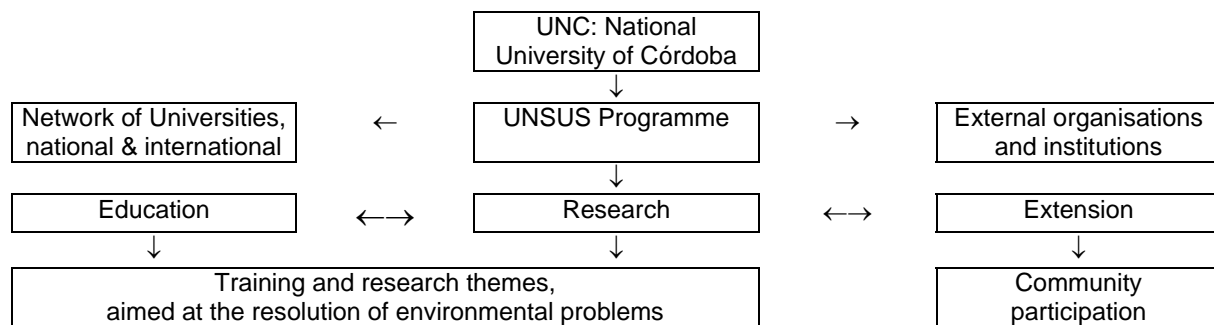 UNC: National
University of Córdoba
↓
Network of Universities,
national & international
←
UNSUS Programme
→
External organisations
and institutions
↓
Education
←→
Research
←→
Extension
↓
↓
↓
Training and research themes,
aimed at the resolution of environmental problems
Community
participation